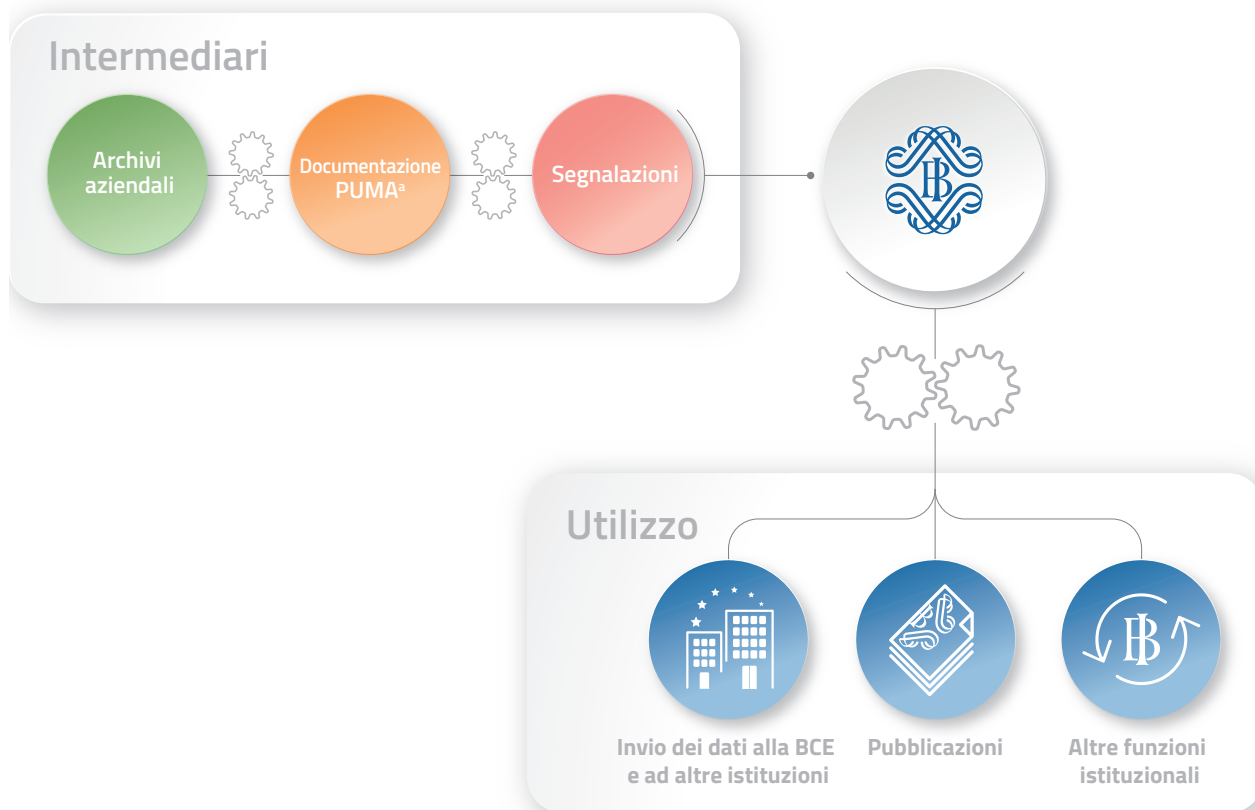 Intermediari
Archivi
aziendali
Documentazione
PUMAª
Segnalazioni
Utilizzo
Invio dei dati alla BCE
e ad altre istituzioni
Pubblicazioni
Altre funzioni
istituzionali